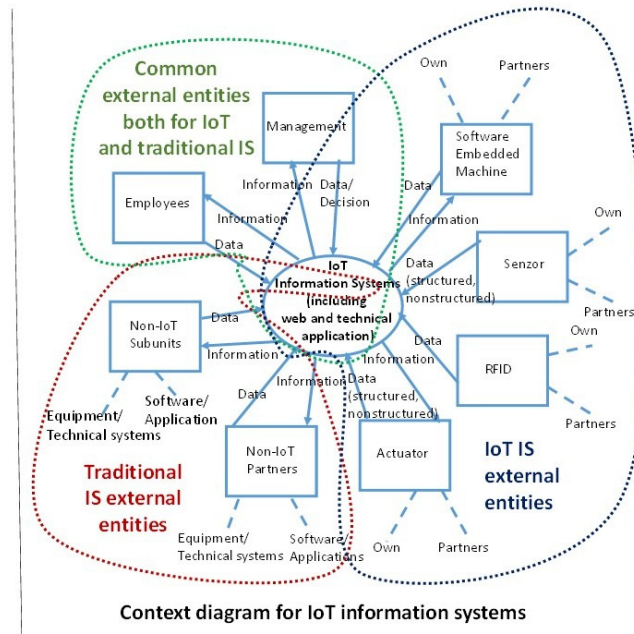 Own
Partners
Common
external entities
both for IoT
and traditional IS
Management
Software
Embedded
Machine
Information
Data/
Decision
Data
Information
Employees
Information
Data
Own
Senzor
Partners
IoT
Information Systems
(including
web and technical
application)
Data
(structured,
nonstructured)
Non-IoT
Subunits
Data
Information
Data
Information
Own
RFID
Partners
Equipment/
Technical systems
Software/
Application
Data
Information
Data
(structured,
nonstructured)
Traditional
IS external
entities
Non-IoT
Partners
Actuator
IoT IS
external
entities
Equipment/
Technical systems
Software/
Applications
Own
Partners
Context diagram for IoT information systems